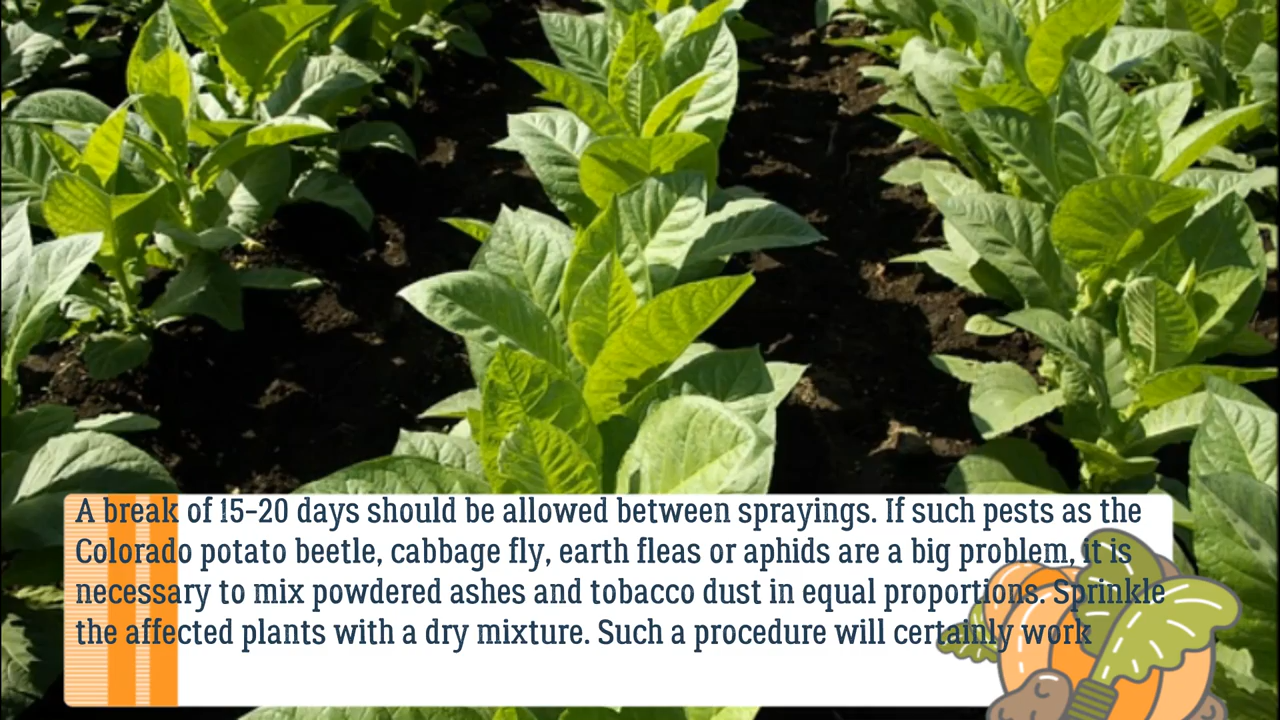 A break of 15-20 days should be allowed between sprayings. If such pests as the
Colorado potato beetle, cabbage fly, earth fleas or aphids are a big problem, it is
necessary to mix powdered ashes and tobacco dust in equal proportions. Sprinkle
the affected plants with a dry mixture. Such a procedure will certainly work